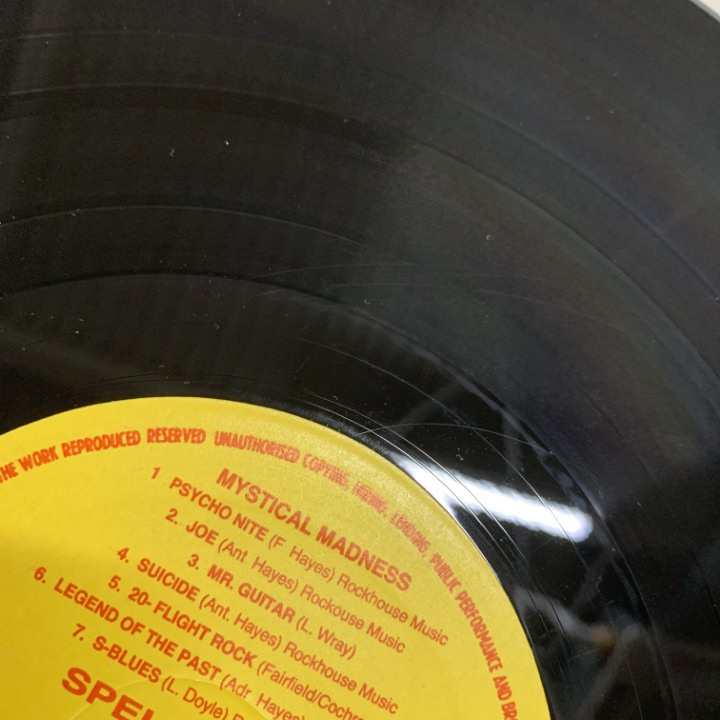 THE WORK REPRODUCED RESERVED UNAUTHORISED COPYING, HIRING, LENDING, PUBLIC PERFORMANCE AND
MYSTICAL MADNESS
1 PSYCHO NITE (F. Hayes) Rockhouse Music
2. JOE (Ant. Hayes) Rockouse Music
3. MR. GUITAR (L. Wray)
4. SUICIDE (Ant. Hayes) Rockhouse Music
5. 20- FLIGHT ROCK (Fairfield/Cochr
6. LEGEND OF THE PAST (Adr. Hayes)
7. S-BLUES (L. Doyle)